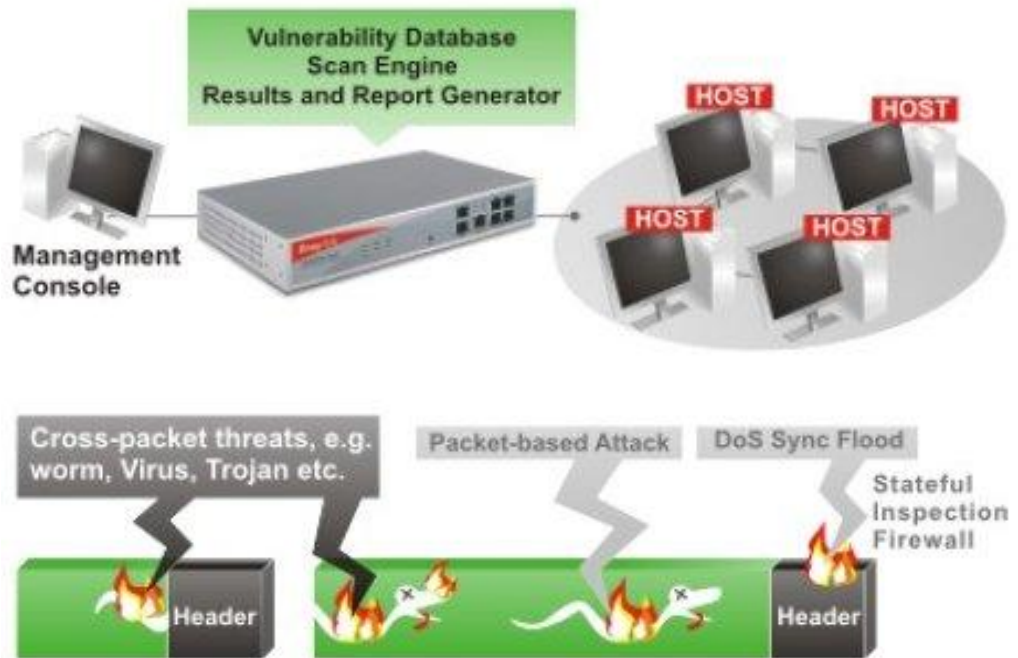 Vulnerability Database
Scan Engine
Results and Report Generator
HOST
HOST
HOST
HOST
Management
Console
Cross-packet threats, e.g.
worm, Virus, Trojan etc.
Packet-based Attack
DoS Sync Flood
Stateful
Inspection
Firewall
Header
Header